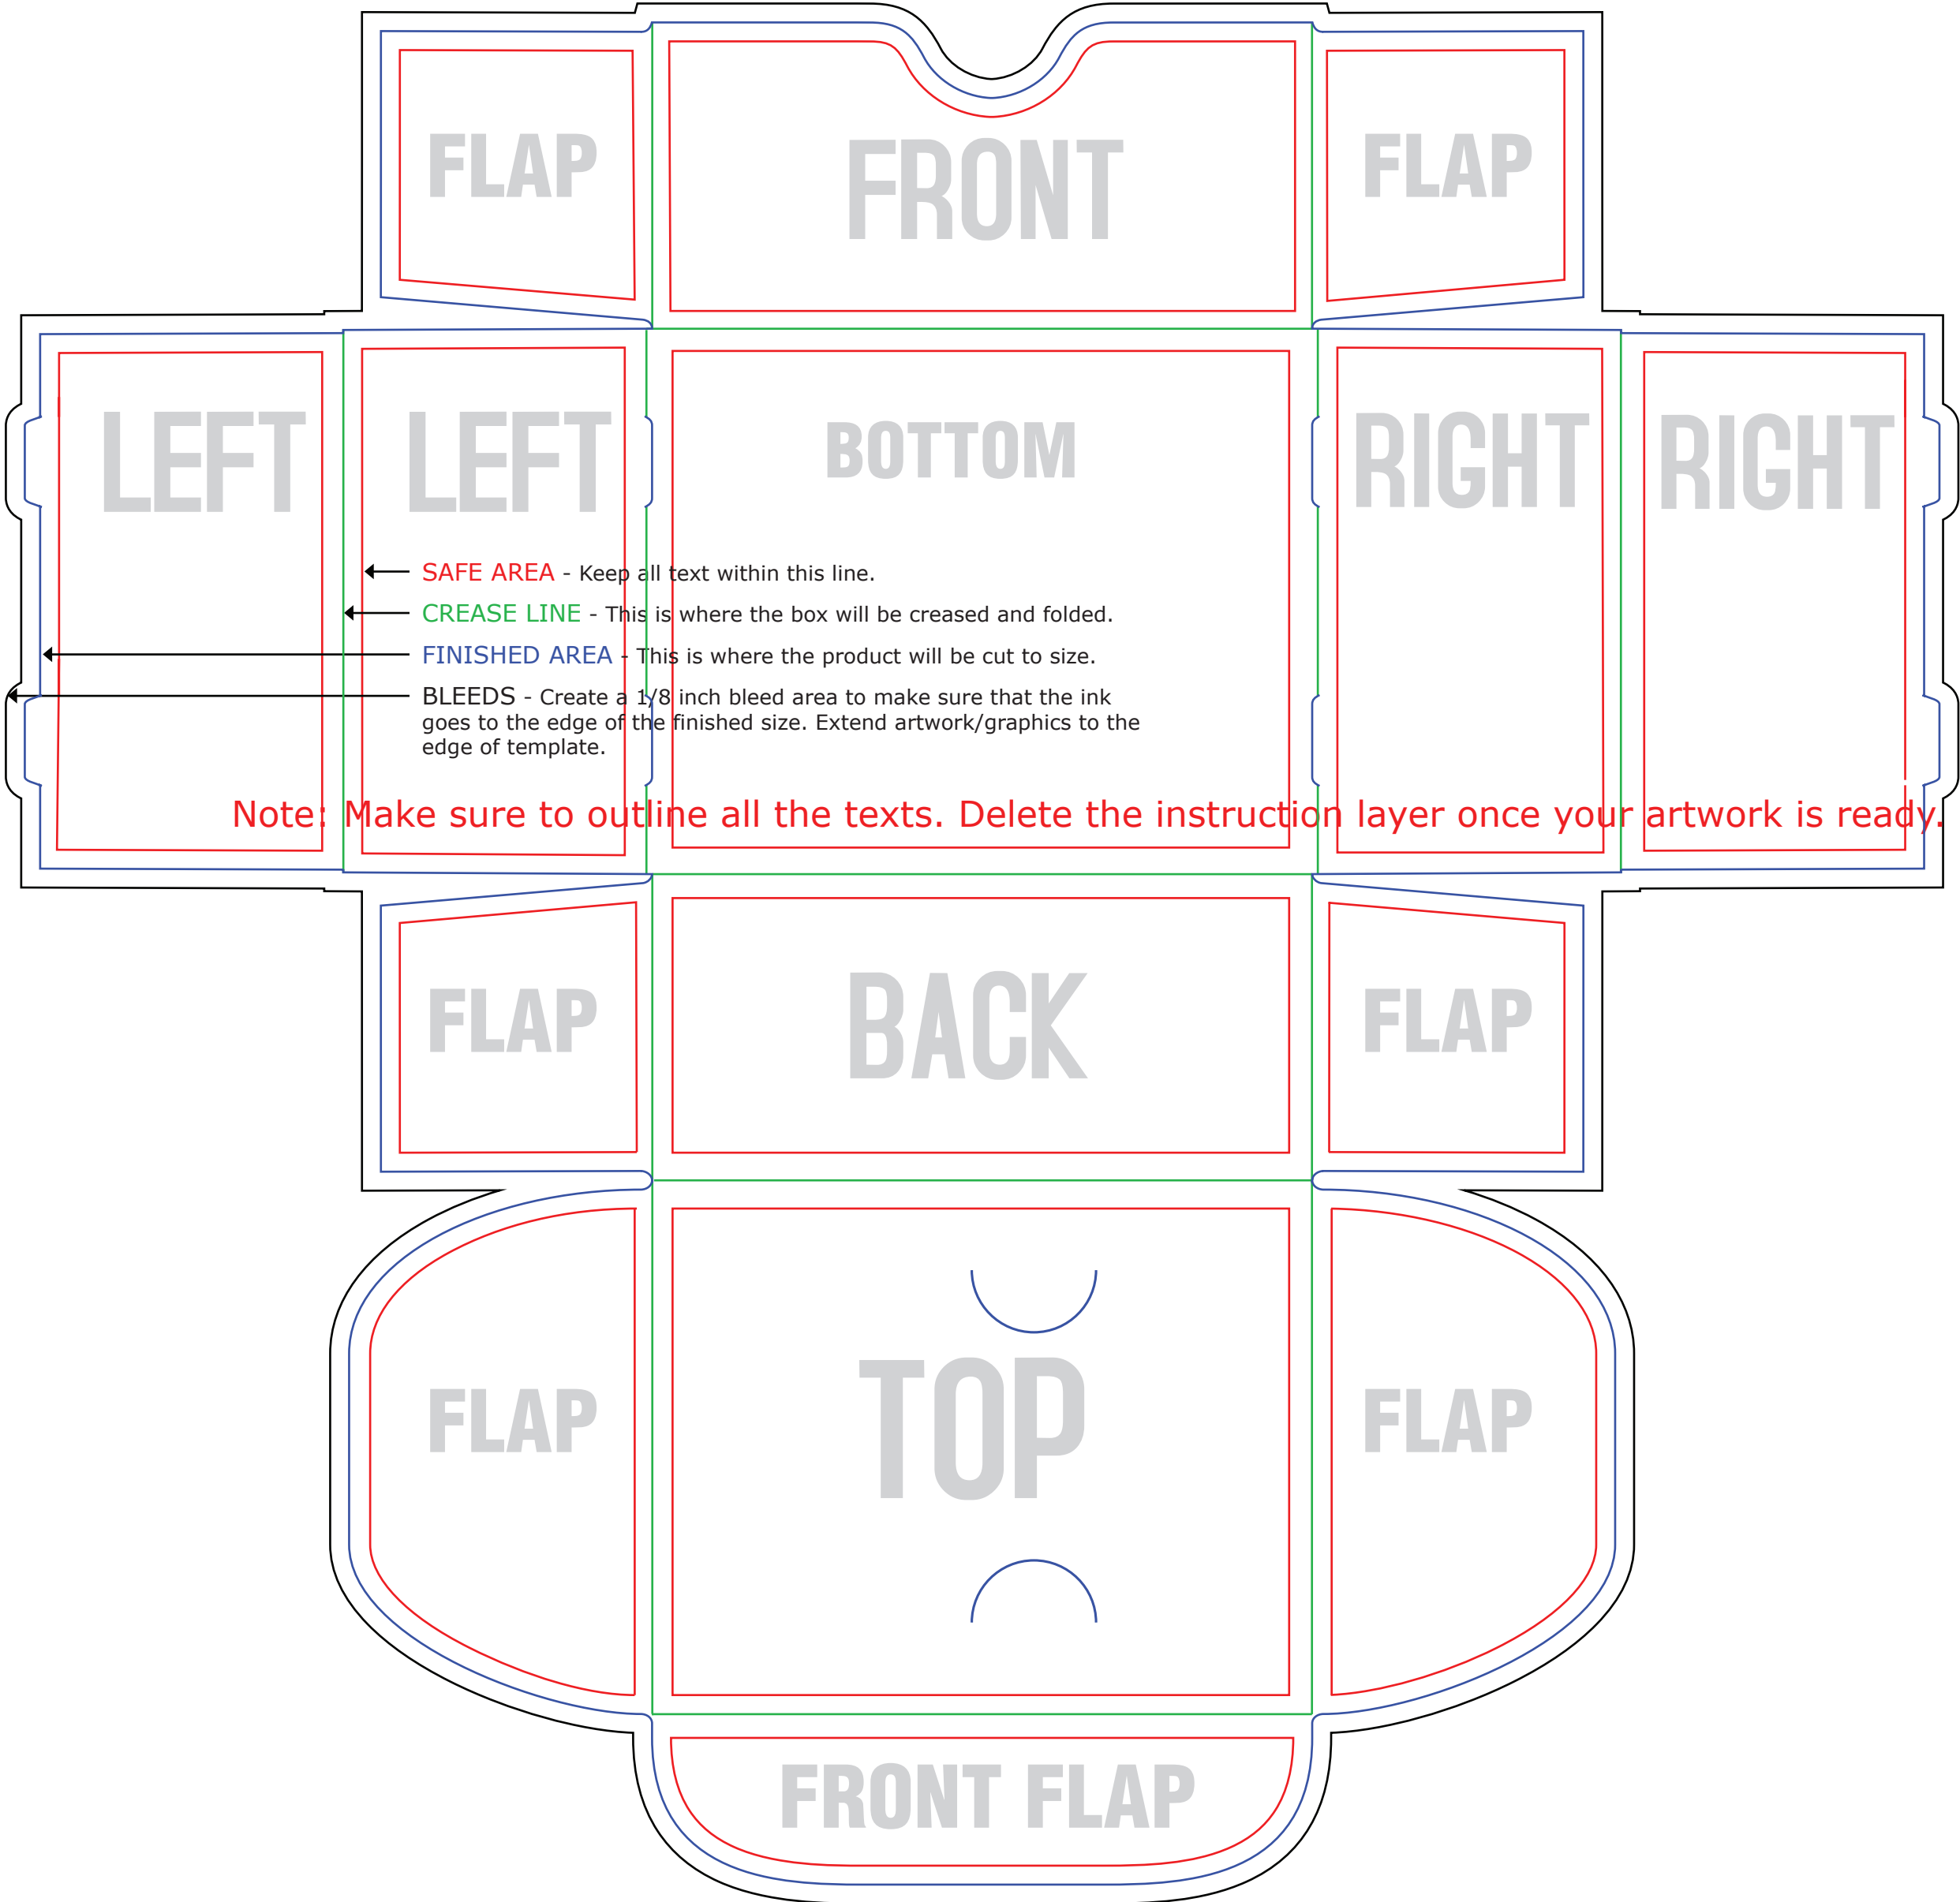 FLAP
FRONT
FLAP
LEFT
LEFT
BOTTOM
RIGHT
RIGHT
SAFE AREA - Keep all text within this line.
CREASE LINE - This is where the box will be creased and folded.
FINISHED AREA - This is where the product will be cut to size.
BLEEDS - Create a 1/8 inch bleed area to make sure that the ink
goes to the edge of the finished size. Extend artwork/graphics to the
edge of template.
Note: Make sure to outline all the texts. Delete the instruction layer once your artwork is ready.
FLAP
BACK
FLAP
FLAP
TOP
FLAP
FRONT FLAP